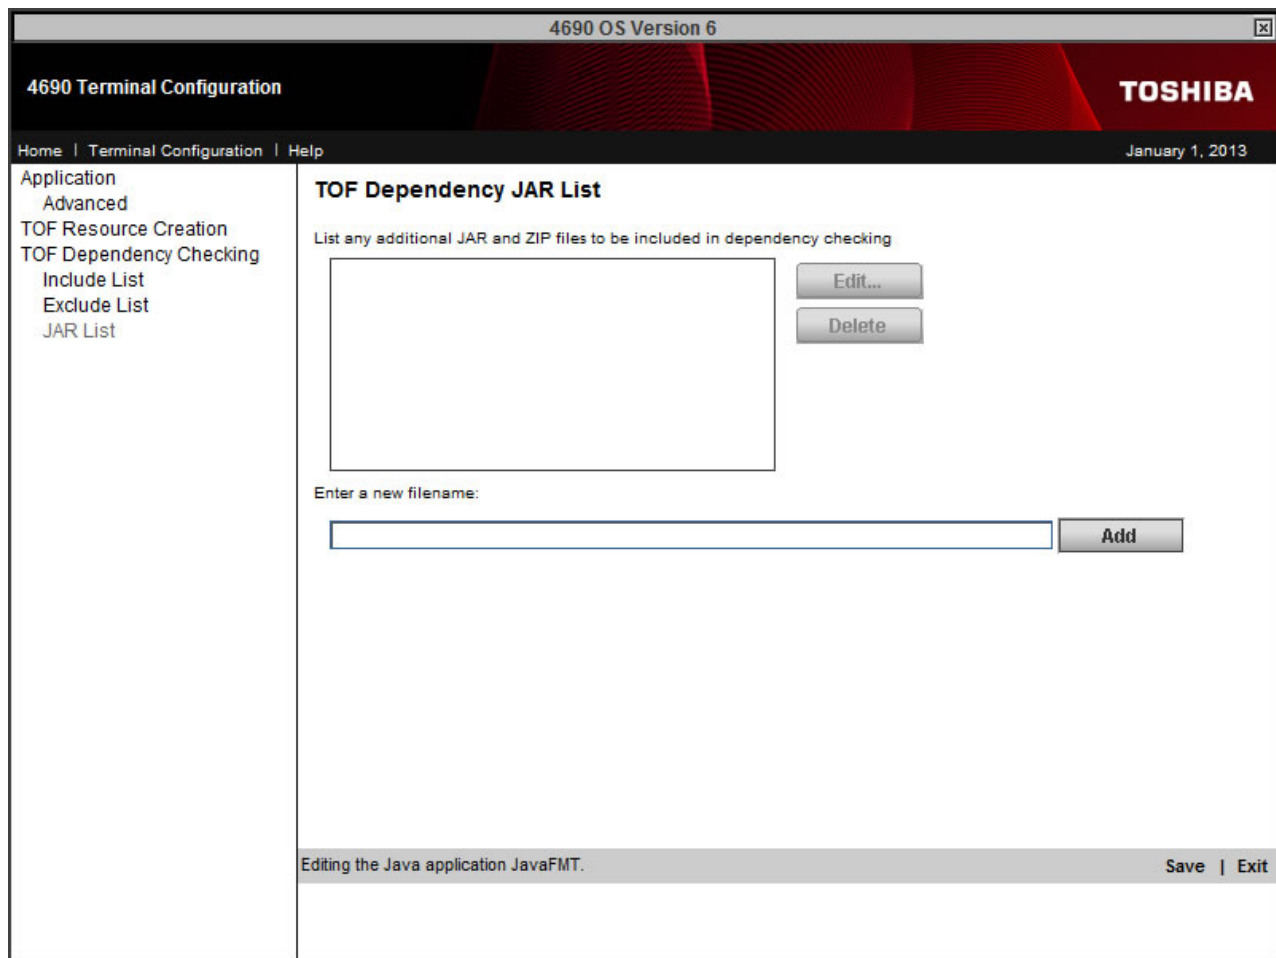 4690 OS Version 6
4690 Terminal Configuration
TOSHIBA
Home | Terminal Configuration | Help
January 1, 2013
Application
Advanced
TOF Resource Creation
TOF Dependency Checking
Include List
Exclude List
JAR List
TOF Dependency JAR List
List any additional JAR and ZIP files to be included in dependency checking
Edit...
Delete
Enter a new filename:
Add
Editing the Java application JavaFMT.
Save | Exit